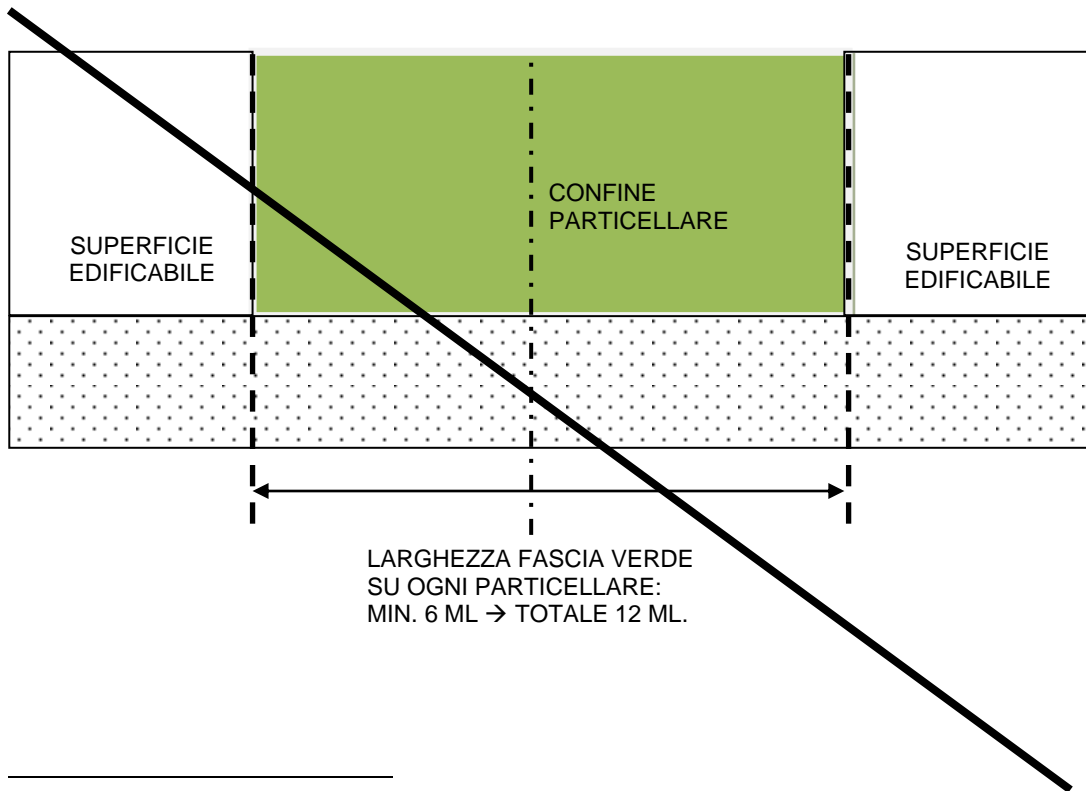 CONFINE
PARTICELLARE
SUPERFICIE
EDIFICABILE
SUPERFICIE
EDIFICABILE
LARGHEZZA FASCIA VERDE
SU OGNI PARTICELLARE:
MIN. 6 ML → TOTALE 12 ML.